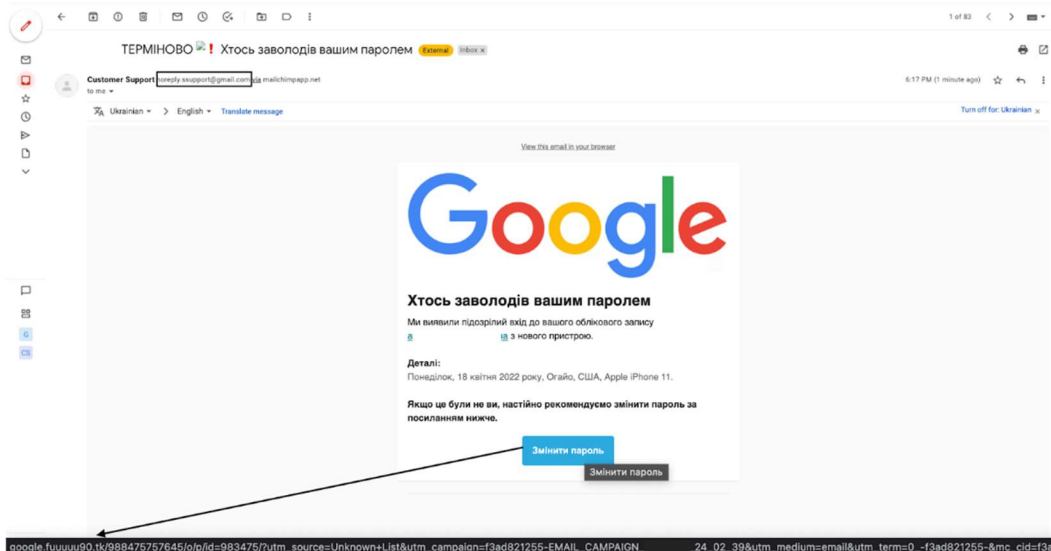 1 of 83
ТЕРМІНОВО ❗ Хтось заволодів вашим паролем External Inbox x
Customer Support noreply.ssupport@gmail.com via mailchimpapp.net
6:17 PM (1 minute ago)
to me
Ukrainian > English Translate message
Turn off for: Ukrainian x
View this email in your browser
Google
Хтось заволодів вашим паролем
Ми виявили підозрілий вхід до вашого облікового запису
a на з нового пристрою.
Деталі:
Понеділок, 18 квітня 2022 року, Огайо, США, Apple iPhone 11.
Якщо це були не ви, настійно рекомендуємо змінити пароль за
посиланням нижче.
Змінити пароль
Змінити пароль
G
CS
google.fuuuuu90.tk/988475757645/o/p/id=983475/?utm_source=Unknown+List&utm_campaign=f3ad821255-EMAIL_CAMPAIGN_ 24_02_39&utm_medium=email&utm_term=0_-f3ad821255-&mc_cid=f3a